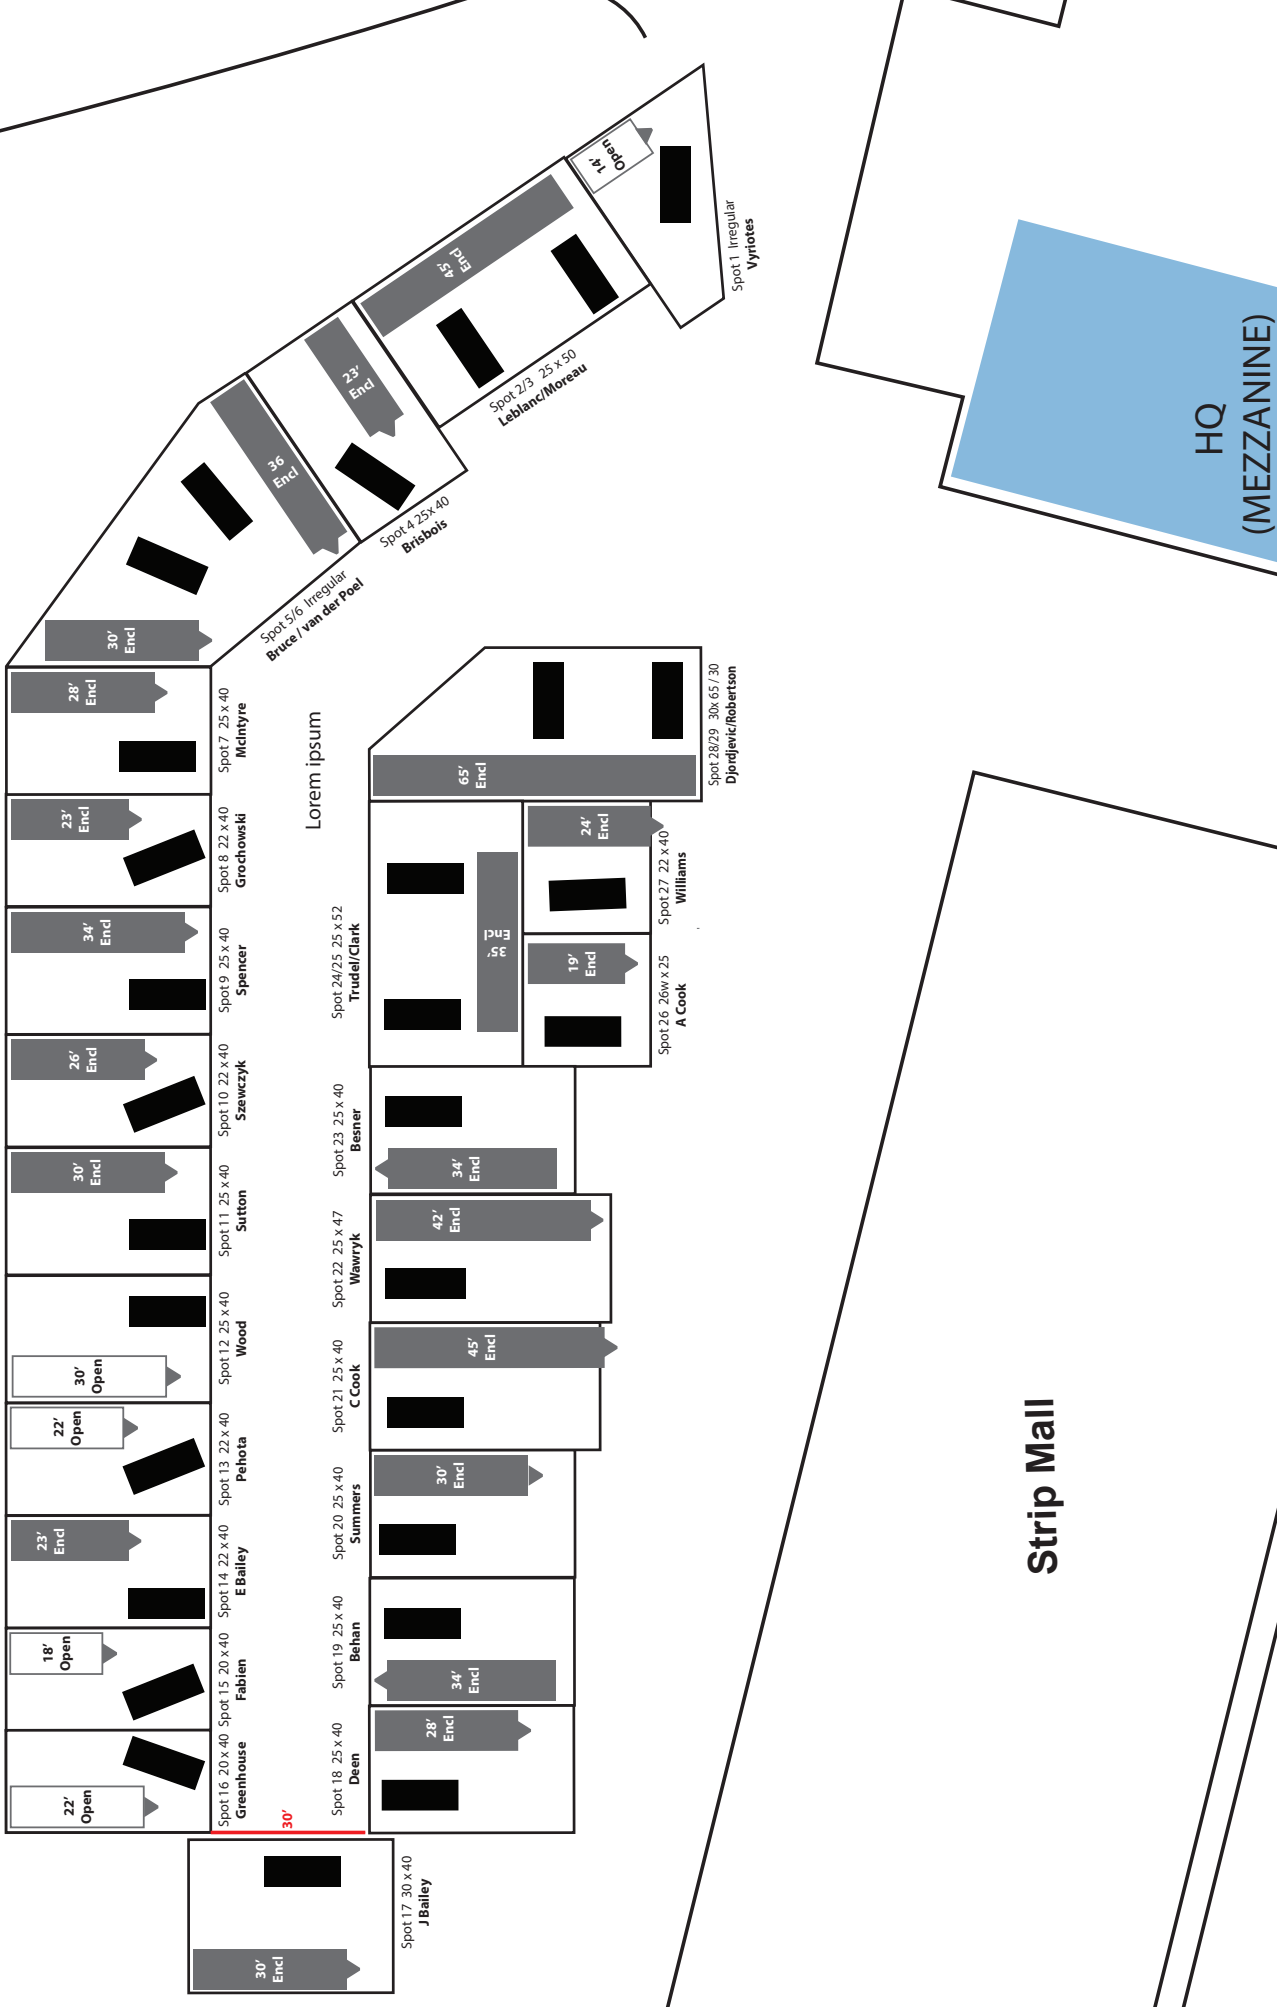 14'
Open
Spot 1 Irregular
Vyriotes
45'
Encl
Spot 2/3 25 x 50
Leblanc/Moreau
23'
Encl
Spot 4 25x 40
Brisbois
36
Encl
30'
Encl
Spot 5/6 Irregular
Bruce / van der Poel
28'
Encl
Spot 7 25 x 40
McIntyre
23'
Encl
Spot 8 22 x 40
Grochowski
34'
Encl
Spot 9 25 x 40
Spencer
26'
Encl
Spot 10 22 x 40
Szewczyk
30'
Encl
Spot 11 25 x 40
Sutton
30'
Open
Spot 12 25 x 40
Wood
22'
Open
Spot 13 22 x 40
Pehota
23'
Encl
Spot 14 22 x 40
E Bailey
18'
Open
Spot 15 20 x 40
Fabien
22'
Open
Spot 16 20 x 40
Greenhouse
30'
30'
Encl
Spot 17 30 x 40
J Bailey
28'
Encl
Spot 18 25 x 40
Deen
34'
Encl
Spot 19 25 x 40
Behan
30'
Encl
Spot 20 25 x 40
Summers
45'
Encl
Spot 21 25 x 40
C Cook
42'
Encl
Spot 22 25 x 47
Wawryk
34'
Encl
Spot 23 25 x 40
Besner
35'
Encl
Spot 24/25 25 x 52
Trudel/Clark
19'
Encl
Spot 26 26w x 25
A Cook
24'
Encl
Spot 27 22 x 40
Williams
65'
Encl
Spot 28/29 30x 65 / 30
Djordjevic/Robertson
Lorem ipsum
HQ
(MEZZANINE)
Strip Mall